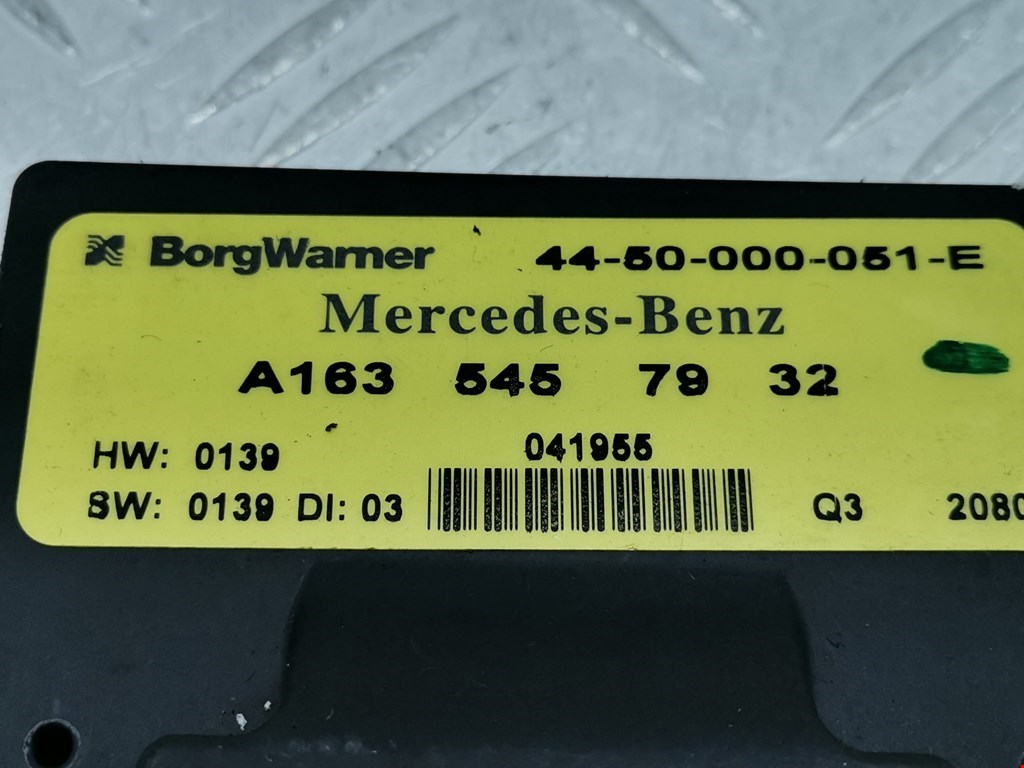 BorgWarner 44-50-000-051-E
Mercedes-Benz
A163 545 79 32
HW: 0139 041955
SW: 0139 DI: 03 Q3 2080